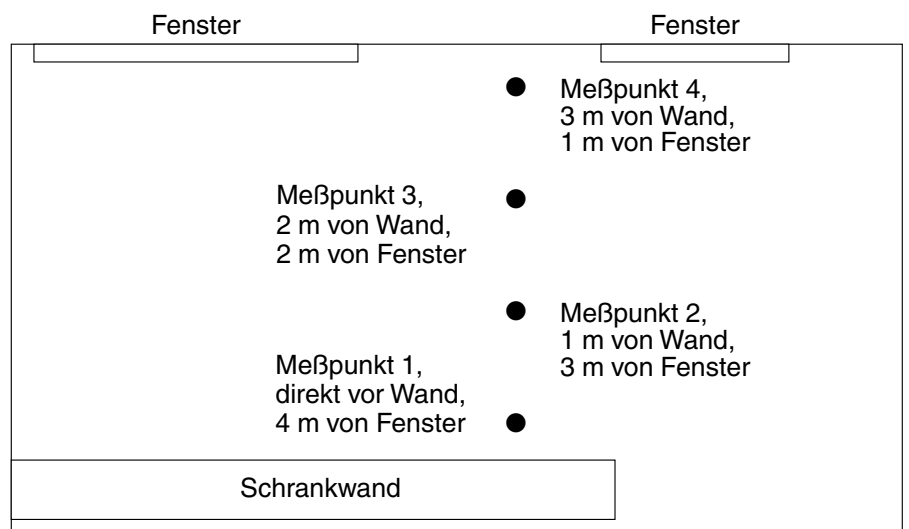 Fenster
Fenster
Meßpunkt 4,
3 m von Wand,
1 m von Fenster
Meßpunkt 3,
2 m von Wand,
2 m von Fenster
Meßpunkt 2,
1 m von Wand,
3 m von Fenster
Meßpunkt 1,
direkt vor Wand,
4 m von Fenster
Schrankwand